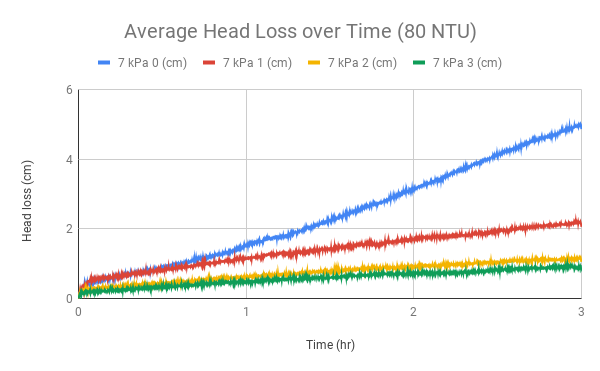 Average Head Loss over Time (80 NTU)
7 kPa 0 (cm) 7 kPa 1 (cm) 7 kPa 2 (cm) 7 kPa 3 (cm)
6
4
2
0
Head loss (cm)
0 1 2 3
Time (hr)